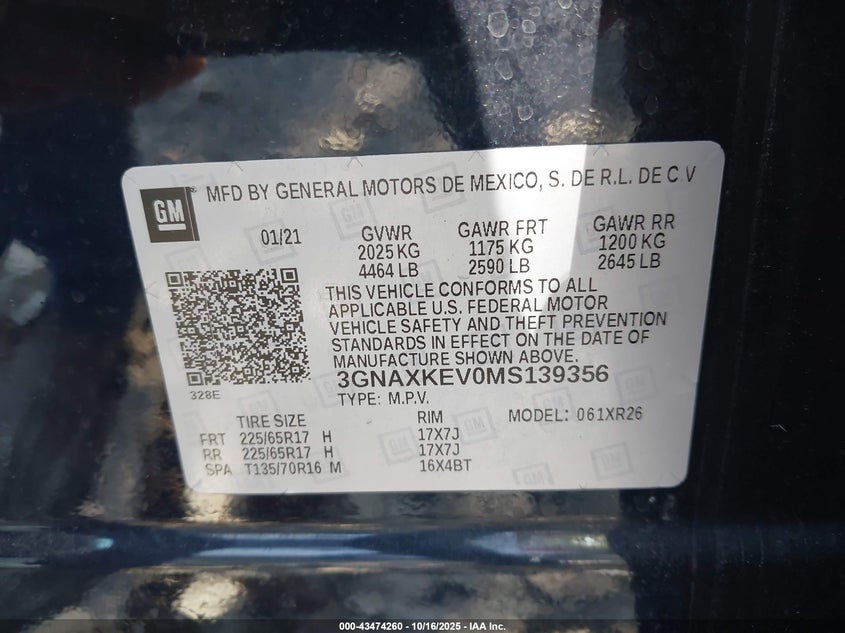 GM
MFD BY GENERAL MOTORS DE MEXICO, S. DE R.L. DE C.V
01/21 GVWR GAWR FRT GAWR RR
2025 KG 1175 KG 1200 KG
4464 LB 2590 LB 2645 LB
THIS VEHICLE CONFORMS TO ALL
APPLICABLE U.S. FEDERAL MOTOR
VEHICLE SAFETY AND THEFT PREVENTION
STANDARDS IN EFFECT ON THE DATE OF
MANUFACTURE SHOWN ABOVE.
3GNAXKEV0MS139356
328E
TYPE: M.P.V.
TIRE SIZE RIM MODEL: 061XR26
FRT 225/65R17 H 17X7J
RR 225/65R17 H 17X7J
SPA T135/70R16 M 16X4BT
000-43474260 - 10/16/2025 - IAA Inc.